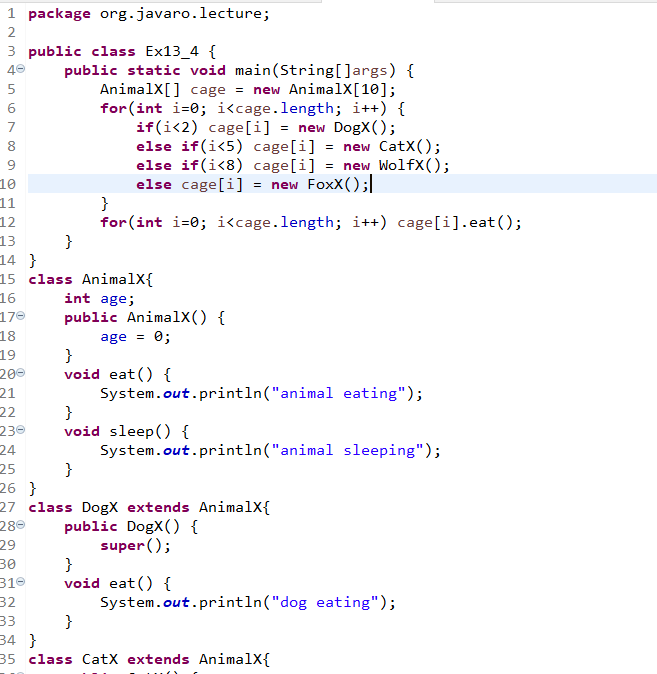 1 package org.javaro.lecture;
2
3 public class Ex13_4 {
4 public static void main(String[]args) {
5 AnimalX[] cage = new AnimalX[10];
6 for(int i=0; i<cage.length; i++) {
7 if(i<2) cage[i] = new DogX();
8 else if(i<5) cage[i] = new CatX();
9 else if(i<8) cage[i] = new WolfX();
10 else cage[i] = new FoxX();
11 }
12 for(int i=0; i<cage.length; i++) cage[i].eat();
13 }
14 }
15 class AnimalX{
16 int age;
17 public AnimalX() {
18 age = 0;
19 }
20 void eat() {
21 System.out.println("animal eating");
22 }
23 void sleep() {
24 System.out.println("animal sleeping");
25 }
26 }
27 class DogX extends AnimalX{
28 public DogX() {
29 super();
30 }
31 void eat() {
32 System.out.println("dog eating");
33 }
34 }
35 class CatX extends AnimalX{